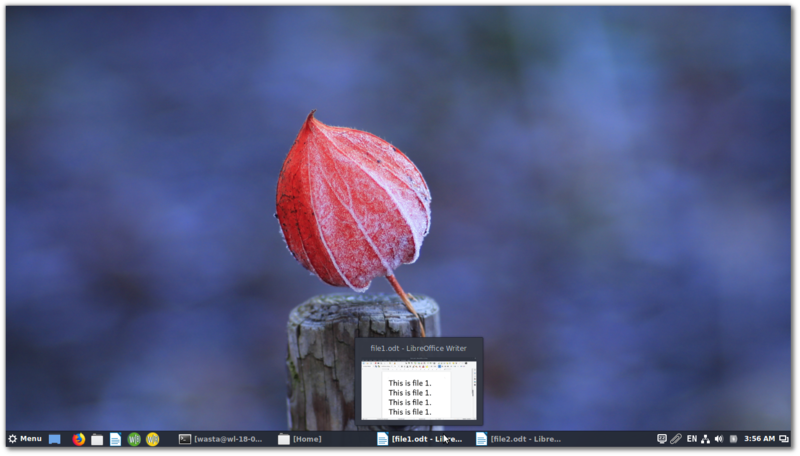 file1.odt - LibreOffice Writer
This is file 1.
This is file 1.
This is file 1.
This is file 1.
Menu [wasta@wl-18-0... [Home] [file1.odt - Libre... [file2.odt - Libre... EN 3:56 AM